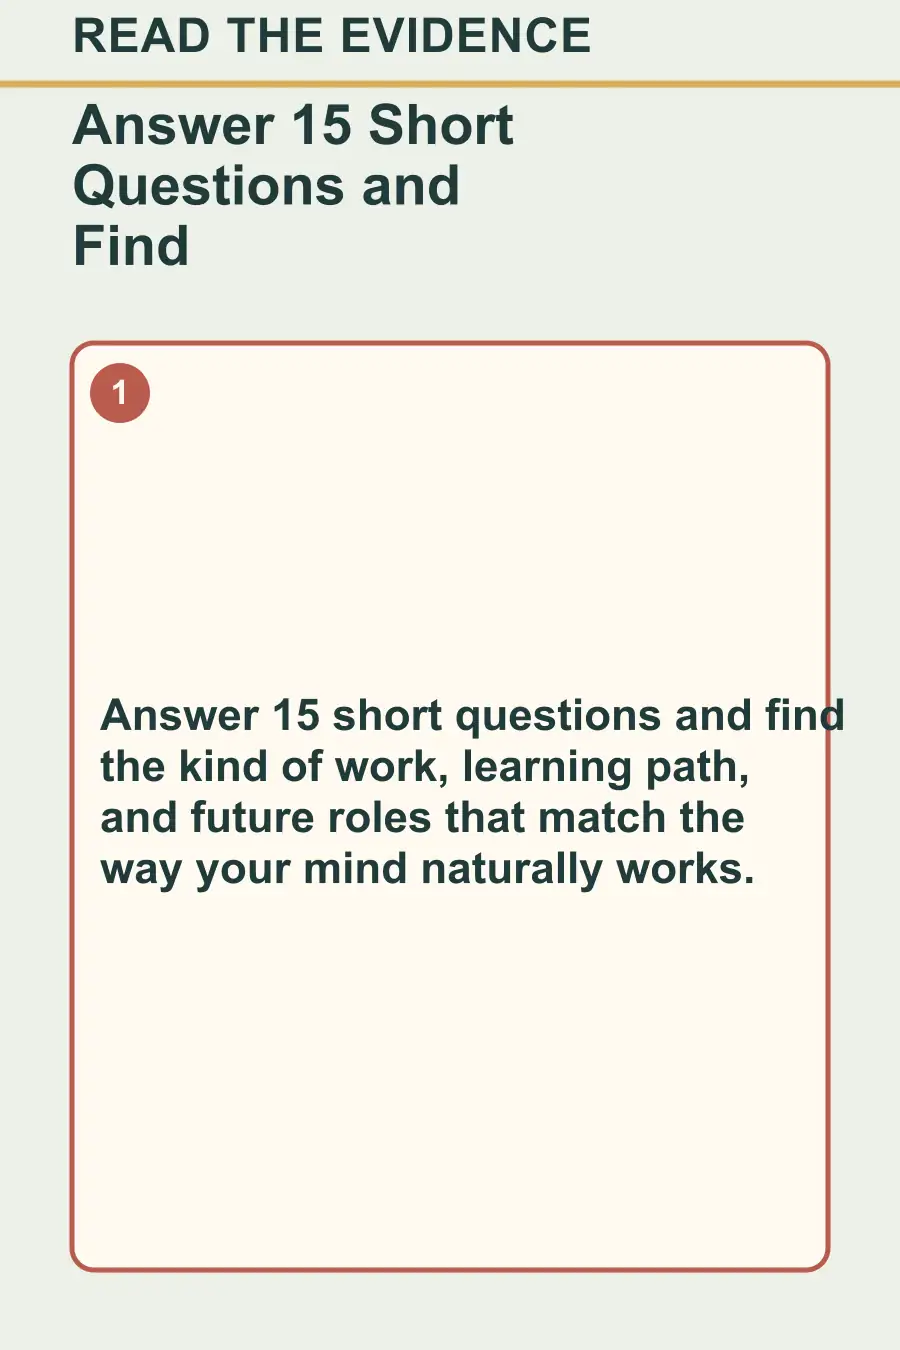 READ THE EVIDENCE
Answer 15 Short
Questions and
Find
1
Answer 15 short questions and find
the kind of work, learning path,
and future roles that match the
way your mind naturally works.